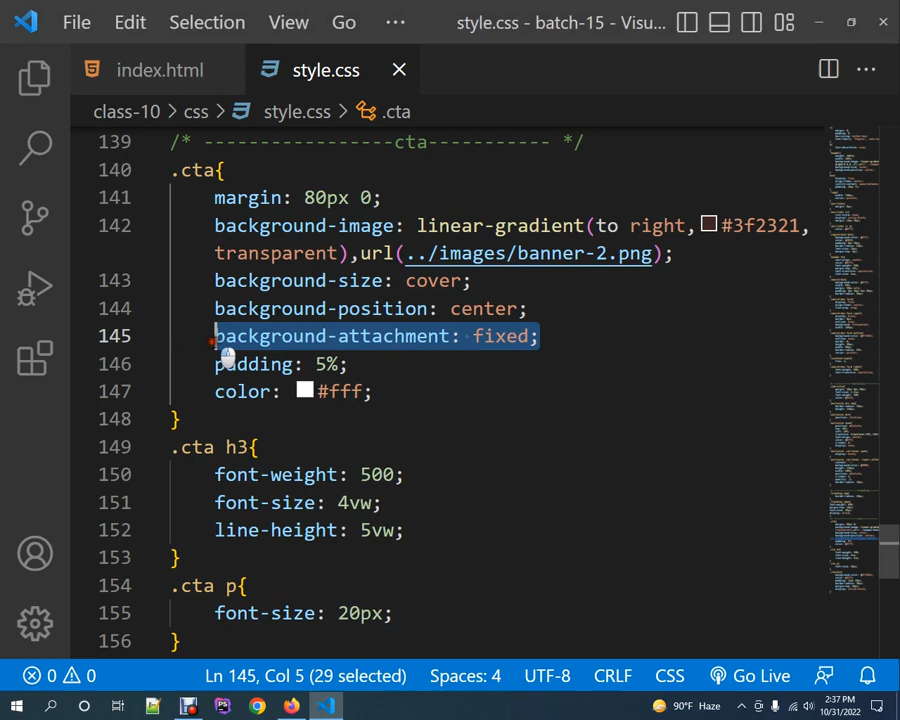 File Edit Selection View Go ··· style.css - batch-15 - Visu...
index.html style.css
class-10 > css > style.css > .cta
139 /* -----------------cta----------- */
140 .cta{
141 margin: 80px 0;
142 background-image: linear-gradient(to right, #3f2321,
transparent),url(../images/banner-2.png);
143 background-size: cover;
144 background-position: center;
145 background-attachment: fixed;
146 padding: 5%;
147 color: #fff;
148 }
149 .cta h3{
150 font-weight: 500;
151 font-size: 4vw;
152 line-height: 5vw;
153 }
154 .cta p{
155 font-size: 20px;
156 }
0 0 Ln 145, Col 5 (29 selected) Spaces: 4 UTF-8 CRLF CSS Go Live
90°F Haze 2:37 PM
10/31/2022